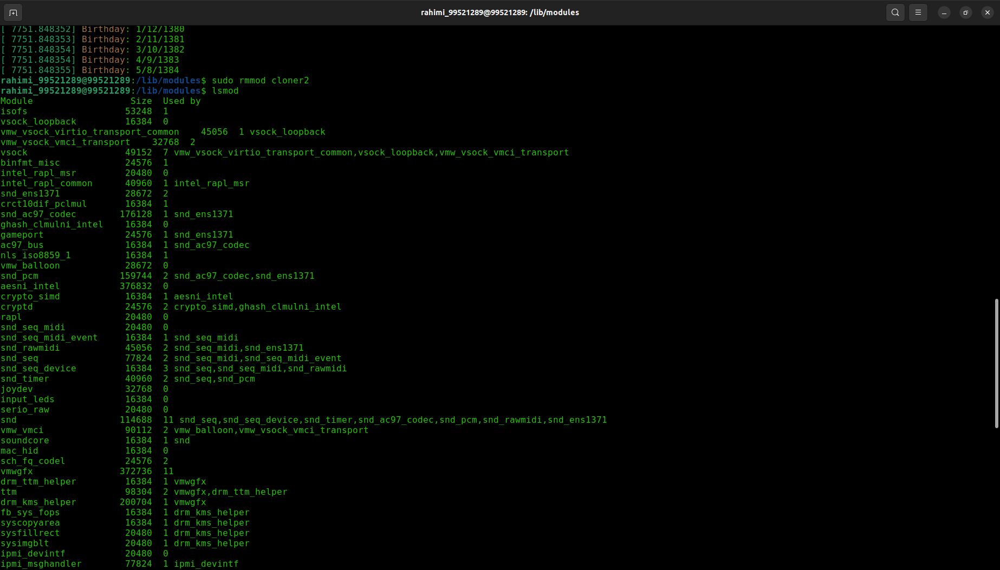 rahimi_99521289@99521289: /lib/modules
[ 7751.848352] Birthday: 1/12/1380
[ 7751.848353] Birthday: 2/11/1381
[ 7751.848354] Birthday: 3/10/1382
[ 7751.848354] Birthday: 4/9/1383
[ 7751.848355] Birthday: 5/8/1384
rahimi_99521289@99521289:/lib/modules$ sudo rmmod cloner2
rahimi_99521289@99521289:/lib/modules$ lsmod
Module                  Size  Used by
isofs                  53248  1
vsock_loopback         16384  0
vmw_vsock_virtio_transport_common    45056  1 vsock_loopback
vmw_vsock_vmci_transport    32768  2
vsock                  49152  7 vmw_vsock_virtio_transport_common,vsock_loopback,vmw_vsock_vmci_transport
binfmt_misc            24576  1
intel_rapl_msr         20480  0
intel_rapl_common      40960  1 intel_rapl_msr
snd_ens1371            28672  2
crct10dif_pclmul       16384  1
snd_ac97_codec        176128  1 snd_ens1371
ghash_clmulni_intel    16384  0
gameport               24576  1 snd_ens1371
ac97_bus               16384  1 snd_ac97_codec
nls_iso8859_1          16384  1
vmw_balloon            28672  0
snd_pcm               159744  2 snd_ac97_codec,snd_ens1371
aesni_intel           376832  0
crypto_simd            16384  1 aesni_intel
cryptd                 24576  2 crypto_simd,ghash_clmulni_intel
rapl                   20480  0
snd_seq_midi           20480  0
snd_seq_midi_event     16384  1 snd_seq_midi
snd_rawmidi            45056  2 snd_seq_midi,snd_ens1371
snd_seq                77824  2 snd_seq_midi,snd_seq_midi_event
snd_seq_device         16384  3 snd_seq,snd_seq_midi,snd_rawmidi
snd_timer              40960  2 snd_seq,snd_pcm
joydev                 32768  0
input_leds             16384  0
serio_raw              20480  0
snd                   114688  11 snd_seq,snd_seq_device,snd_timer,snd_ac97_codec,snd_pcm,snd_rawmidi,snd_ens1371
vmw_vmci               90112  2 vmw_balloon,vmw_vsock_vmci_transport
soundcore              16384  1 snd
mac_hid                16384  0
sch_fq_codel           24576  2
vmwgfx                372736  11
drm_ttm_helper         16384  1 vmwgfx
ttm                    98304  2 vmwgfx,drm_ttm_helper
drm_kms_helper        200704  1 vmwgfx
fb_sys_fops            16384  1 drm_kms_helper
syscopyarea            16384  1 drm_kms_helper
sysfillrect            20480  1 drm_kms_helper
sysimgblt              20480  1 drm_kms_helper
ipmi_devintf           20480  0
ipmi_msghandler        77824  1 ipmi_devintf